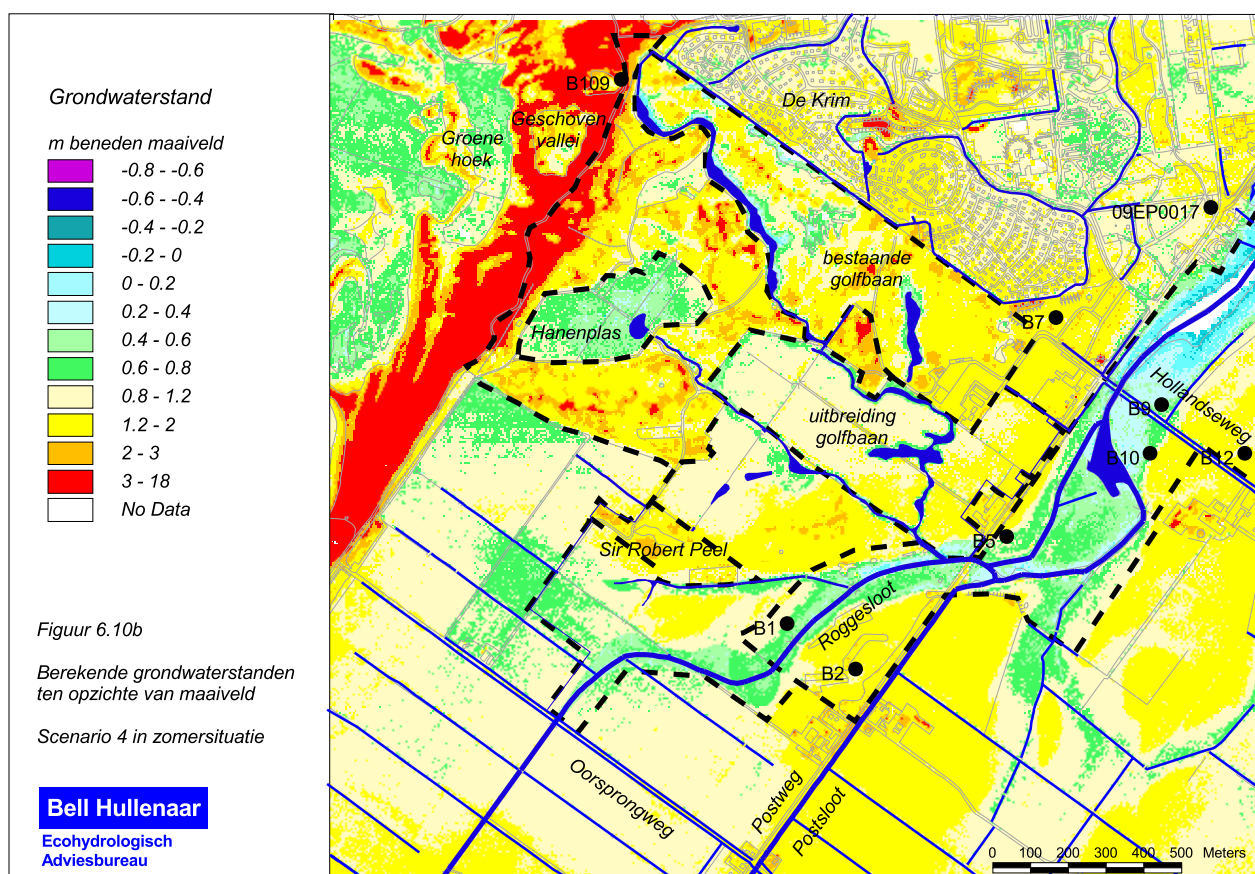 Grondwaterstand
m beneden maaiveld
-0.8 - -0.6
-0.6 - -0.4
-0.4 - -0.2
-0.2 - 0
0 - 0.2
0.2 - 0.4
0.4 - 0.6
0.6 - 0.8
0.8 - 1.2
1.2 - 2
2 - 3
3 - 18
No Data
Figuur 6.10b
Berekende grondwaterstanden
ten opzichte van maaiveld
Scenario 4 in zomersituatie
Bell Hullenaar
Ecohydrologisch
Adviesbureau
B109
De Krim
Geschoven
vallei
Groene
hoek
09EP0017
bestaande
golfbaan
Hanenplas
B7
Hollandseweg
B9
uitbreiding
golfbaan
B10
B12
B5
Sir Robert Peel
B1
Roggesloot
B2
Oorsprongweg
Postweg
Postsloot
0 100 200 300 400 500 Meters